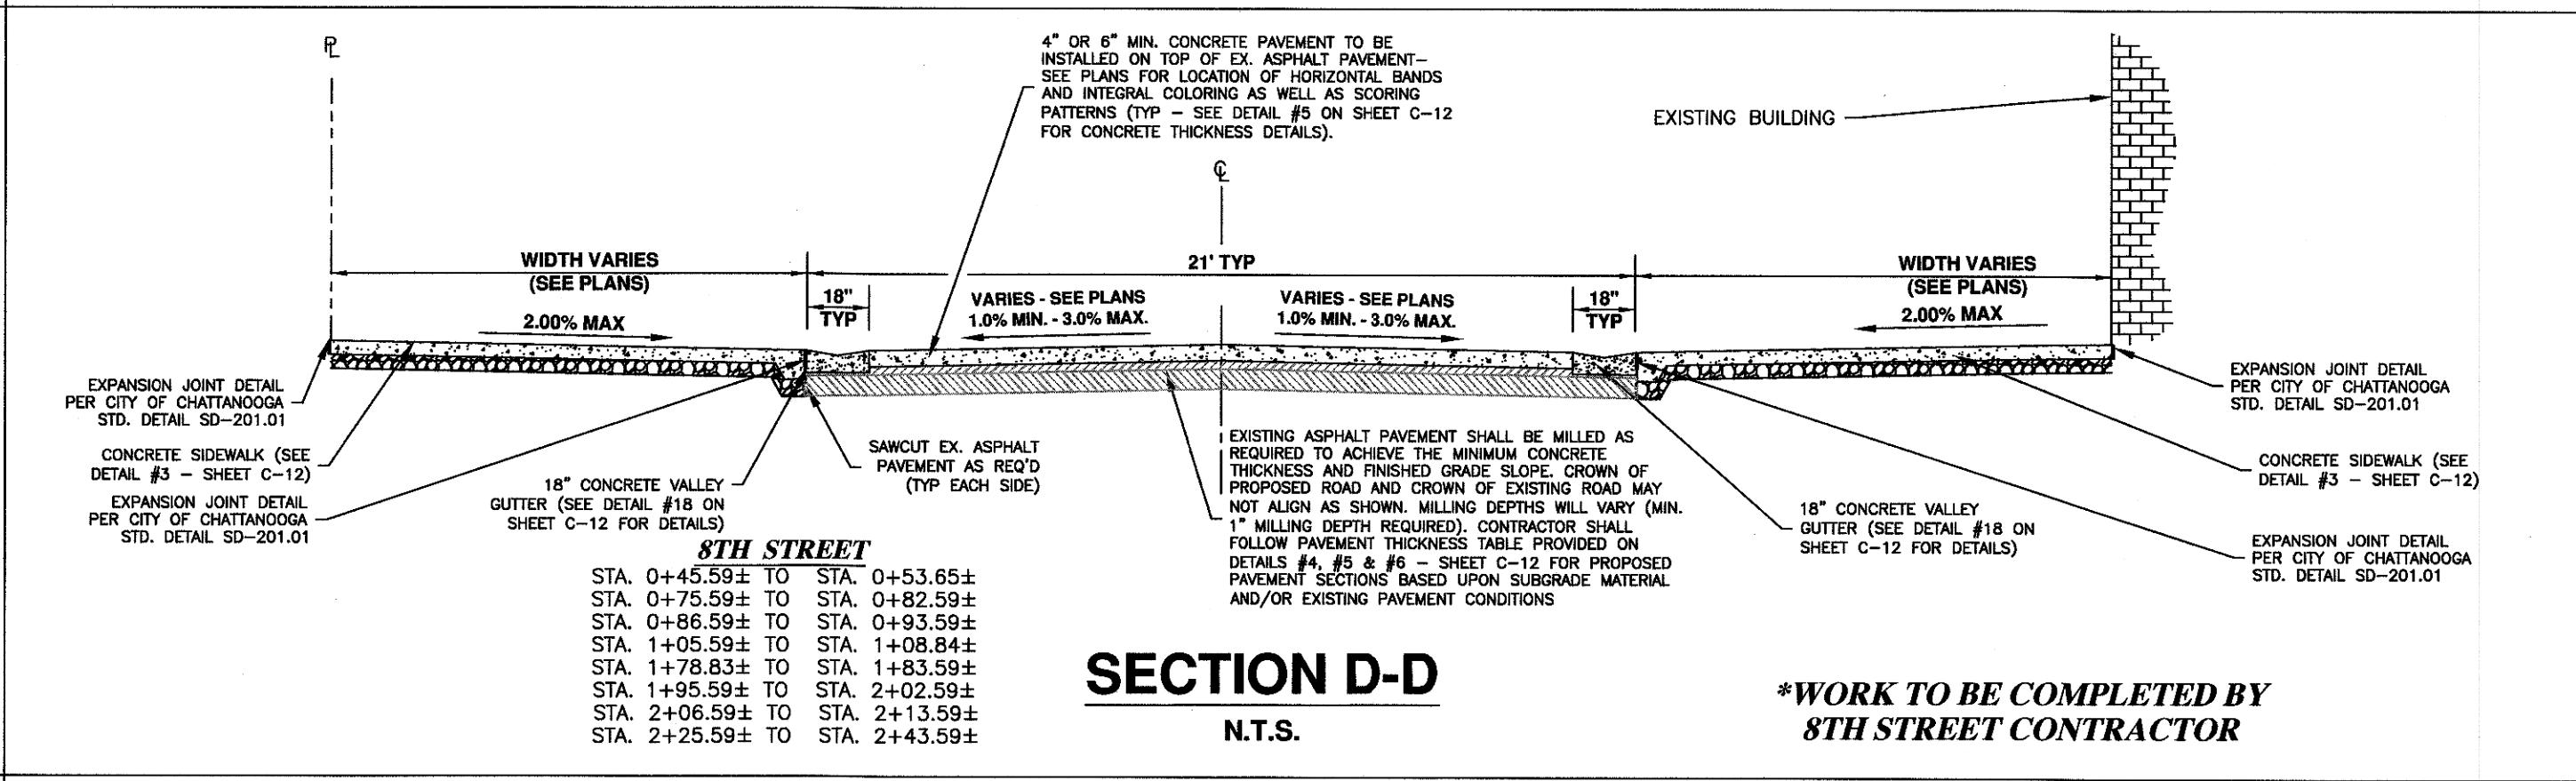 PL
4" OR 6" MIN. CONCRETE PAVEMENT TO BE
INSTALLED ON TOP OF EX. ASPHALT PAVEMENT–
SEE PLANS FOR LOCATION OF HORIZONTAL BANDS
AND INTEGRAL COLORING AS WELL AS SCORING
PATTERNS (TYP – SEE DETAIL #5 ON SHEET C–12
FOR CONCRETE THICKNESS DETAILS).
EXISTING BUILDING
CL
WIDTH VARIES
(SEE PLANS)
21' TYP
WIDTH VARIES
(SEE PLANS)
18"
TYP
VARIES - SEE PLANS
1.0% MIN. - 3.0% MAX.
VARIES - SEE PLANS
1.0% MIN. - 3.0% MAX.
18"
TYP
2.00% MAX
2.00% MAX
EXPANSION JOINT DETAIL
PER CITY OF CHATTANOOGA
STD. DETAIL SD–201.01
CONCRETE SIDEWALK (SEE
DETAIL #3 – SHEET C–12)
EXPANSION JOINT DETAIL
PER CITY OF CHATTANOOGA
STD. DETAIL SD–201.01
18" CONCRETE VALLEY
GUTTER (SEE DETAIL #18 ON
SHEET C–12 FOR DETAILS)
SAWCUT EX. ASPHALT
PAVEMENT AS REQ'D
(TYP EACH SIDE)
EXISTING ASPHALT PAVEMENT SHALL BE MILLED AS
REQUIRED TO ACHIEVE THE MINIMUM CONCRETE
THICKNESS AND FINISHED GRADE SLOPE. CROWN OF
PROPOSED ROAD AND CROWN OF EXISTING ROAD MAY
NOT ALIGN AS SHOWN. MILLING DEPTHS WILL VARY (MIN.
1" MILLING DEPTH REQUIRED). CONTRACTOR SHALL
FOLLOW PAVEMENT THICKNESS TABLE PROVIDED ON
DETAILS #4, #5 & #6 – SHEET C–12 FOR PROPOSED
PAVEMENT SECTIONS BASED UPON SUBGRADE MATERIAL
AND/OR EXISTING PAVEMENT CONDITIONS
18" CONCRETE VALLEY
GUTTER (SEE DETAIL #18 ON
SHEET C–12 FOR DETAILS)
EXPANSION JOINT DETAIL
PER CITY OF CHATTANOOGA
STD. DETAIL SD–201.01
CONCRETE SIDEWALK (SEE
DETAIL #3 – SHEET C–12)
EXPANSION JOINT DETAIL
PER CITY OF CHATTANOOGA
STD. DETAIL SD–201.01
8TH STREET
STA. 0+45.59± TO STA. 0+53.65±
STA. 0+75.59± TO STA. 0+82.59±
STA. 0+86.59± TO STA. 0+93.59±
STA. 1+05.59± TO STA. 1+08.84±
STA. 1+78.83± TO STA. 1+83.59±
STA. 1+95.59± TO STA. 2+02.59±
STA. 2+06.59± TO STA. 2+13.59±
STA. 2+25.59± TO STA. 2+43.59±
SECTION D-D
N.T.S.
*WORK TO BE COMPLETED BY
8TH STREET CONTRACTOR